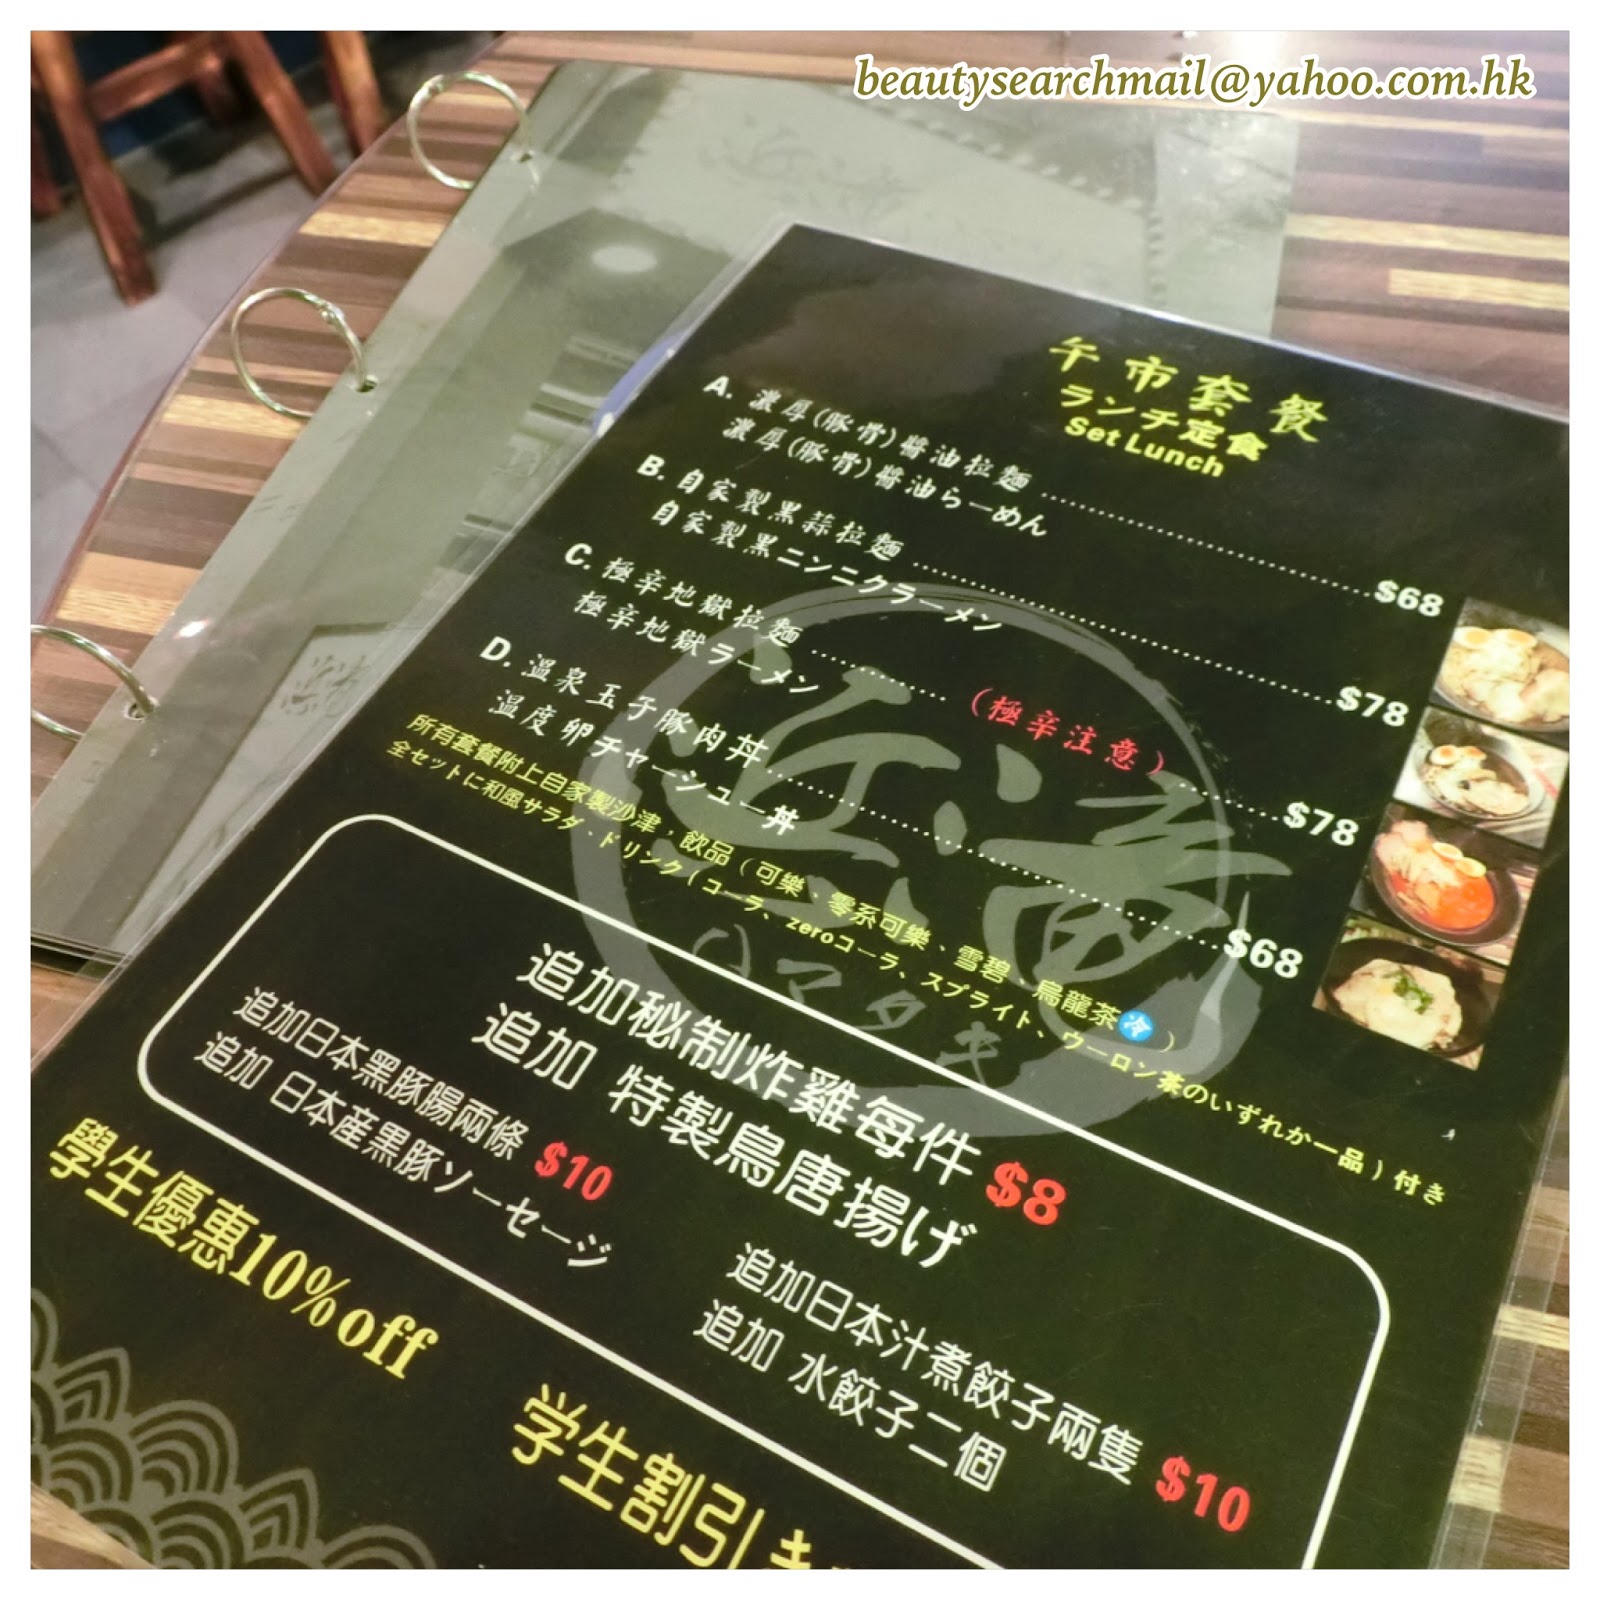 beautysearchmail@yahoo.com.hk
午市套餐
ランチ定食
Set Lunch
A. 濃厚(豚骨)醬油拉麵 $68
濃厚(豚骨)醬油らーめん
B. 自家製黑蒜拉麵 $78
自家製黒ニンニクラーメン
C. 極辛地獄拉麵 (極辛注意) $78
極辛地獄ラーメン
D. 溫泉玉子豚肉丼 $68
温度卵チャーシュー丼
所有套餐附上自家製沙津，飲品（可樂、零系可樂、雪碧、烏龍茶冷）
全セットに和風サラダ、ドリンク（コーラ、zeroコーラ、スプライト、ウーロン茶のいずれか一品）付き
ハマタキ
追加秘制炸雞每件 $8
追加 特製鳥唐揚げ
追加日本黑豚腸兩條 $10
追加 日本産黒豚ソーセージ
追加日本汁煮餃子兩隻 $10
追加 水餃子二個
學生優惠10%off
学生割引き